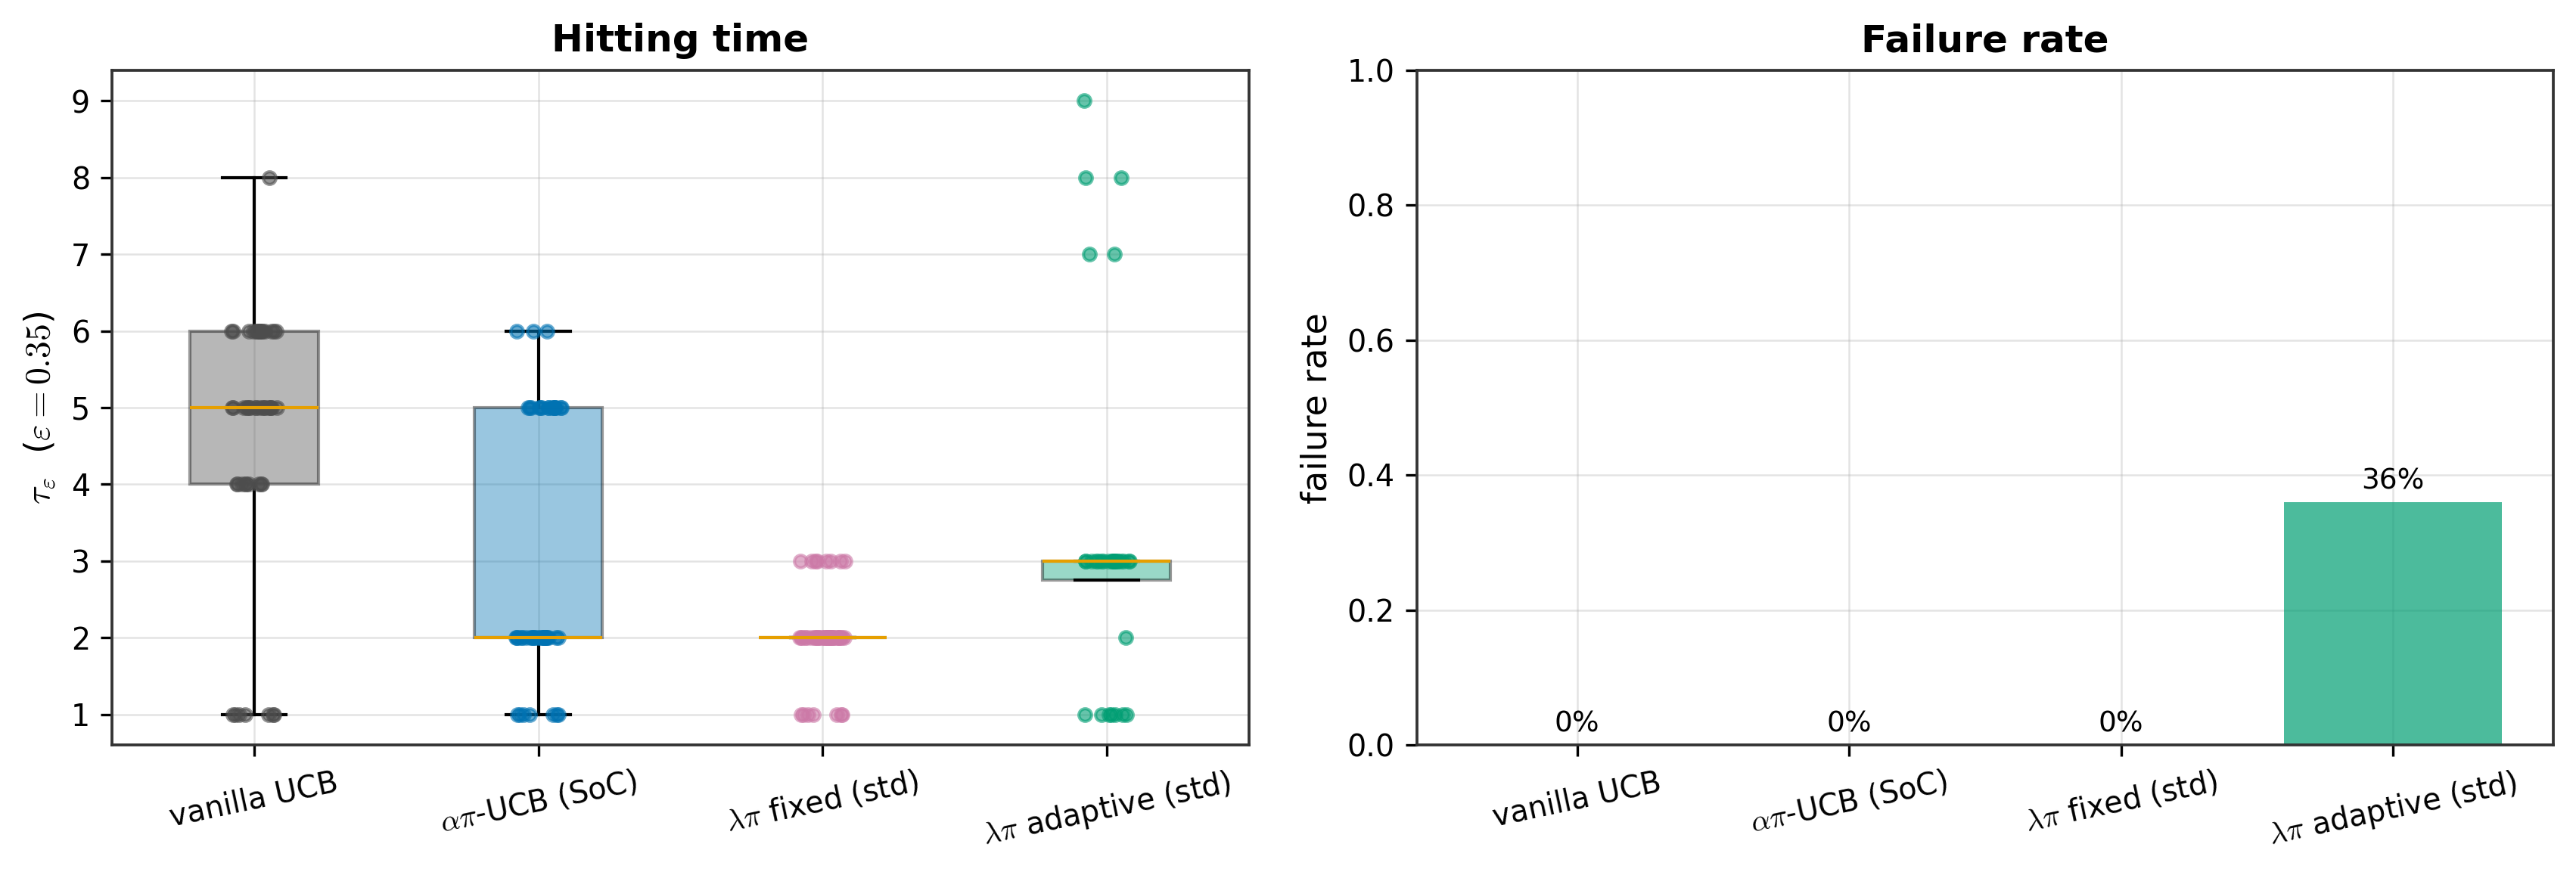 Hitting time
τ_ε (ε = 0.35)
9
8
7
6
5
4
3
2
1
vanilla UCB
απ-UCB (SoC)
λπ fixed (std)
λπ adaptive (std)
Failure rate
failure rate
1.0
0.8
0.6
0.4
0.2
0.0
0%
0%
0%
36%
vanilla UCB
απ-UCB (SoC)
λπ fixed (std)
λπ adaptive (std)